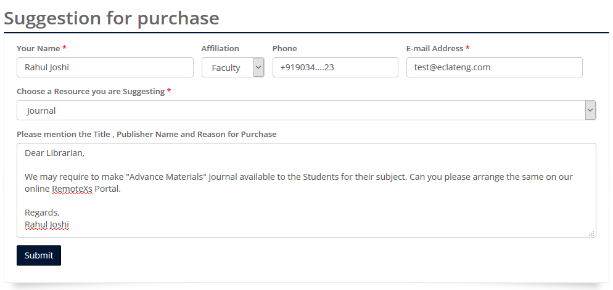 Suggestion for purchase
Your Name * Affiliation Phone E-mail Address *
Rahul Joshi Faculty +919034....23 test@eclateng.com
Choose a Resource you are Suggesting *
Journal
Please mention the Title , Publisher Name and Reason for Purchase
Dear Librarian,
We may require to make "Advance Materials" journal available to the Students for their subject. Can you please arrange the same on our
online RemoteXs Portal.
Regards,
Rahul Joshi
Submit